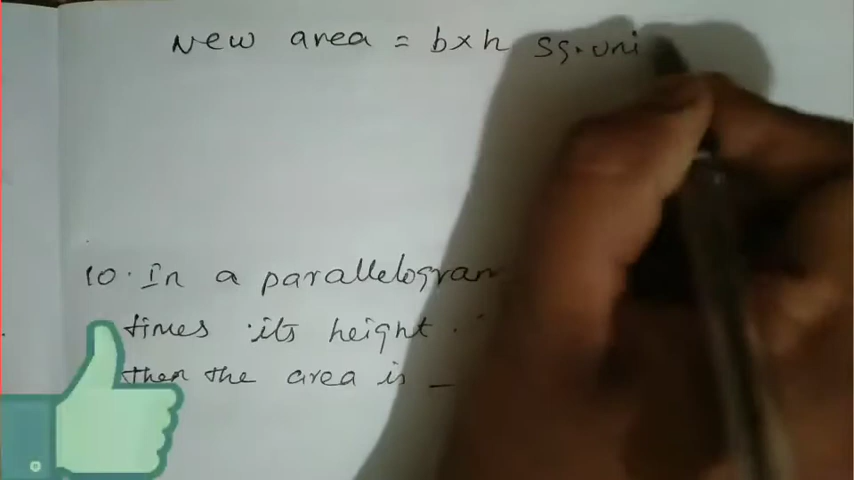 New area = b×h sq.uni
10. In a parallelogram
times its height.
then the area is _